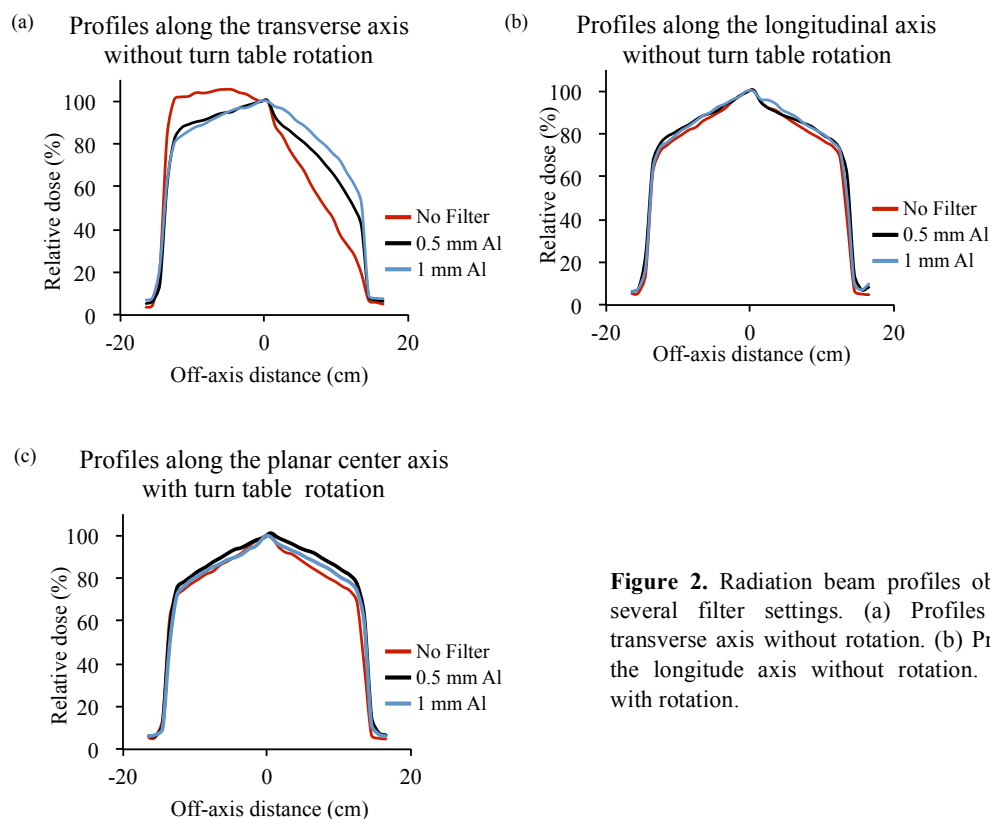 (a)
Profiles along the transverse axis
without turn table rotation
Relative dose (%)
100
80
60
40
20
0
-20
0
20
Off-axis distance (cm)
No Filter
0.5 mm Al
1 mm Al
(b)
Profiles along the longitudinal axis
without turn table rotation
Relative dose (%)
100
80
60
40
20
0
-20
0
20
Off-axis distance (cm)
No Filter
0.5 mm Al
1 mm Al
(c)
Profiles along the planar center axis
with turn table rotation
Relative dose (%)
100
80
60
40
20
0
-20
0
20
Off-axis distance (cm)
No Filter
0.5 mm Al
1 mm Al
Figure 2. Radiation beam profiles ob
several filter settings. (a) Profiles
transverse axis without rotation. (b) Pr
the longitude axis without rotation.
with rotation.